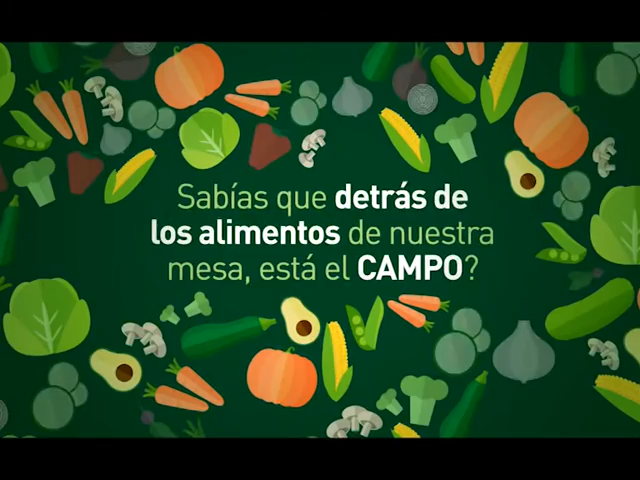 Sabías que detrás de
los alimentos de nuestra
mesa, está el CAMPO?